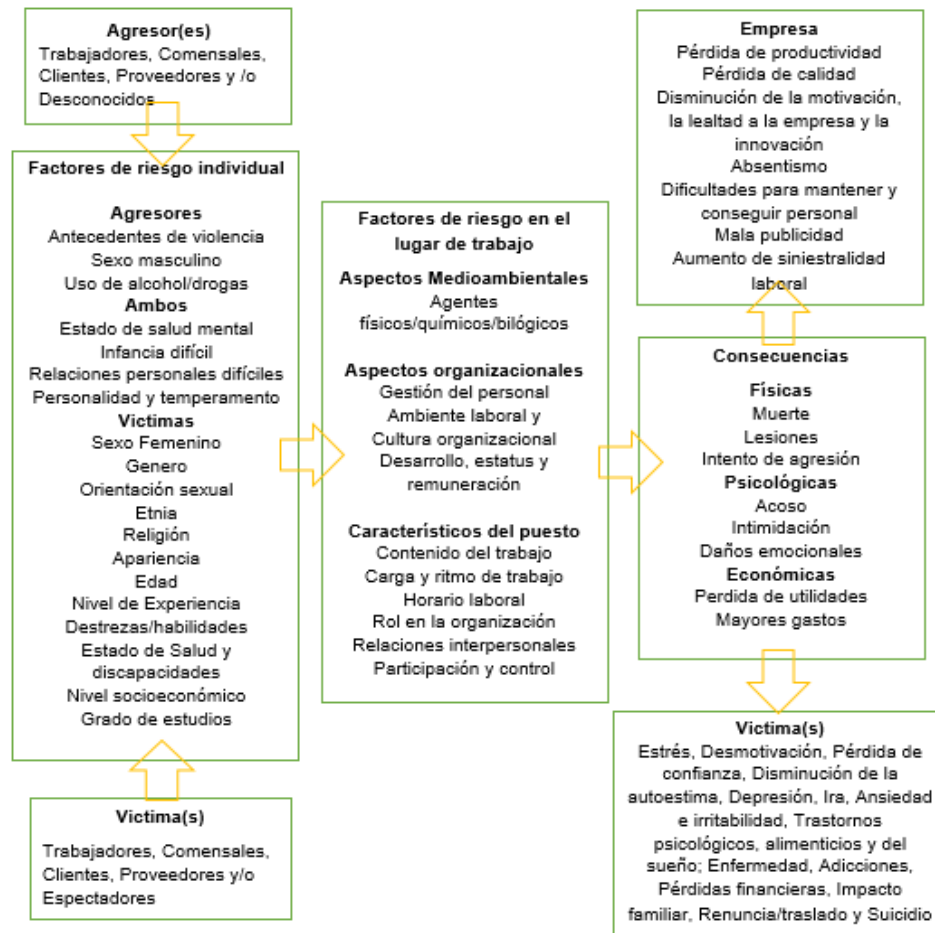 Agresor(es)
Trabajadores, Comensales,
Clientes, Proveedores y /o
Desconocidos
Factores de riesgo individual
Agresores
Antecedentes de violencia
Sexo masculino
Uso de alcohol/drogas
Ambos
Estado de salud mental
Infancia difícil
Relaciones personales difíciles
Personalidad y temperamento
Victimas
Sexo Femenino
Genero
Orientación sexual
Etnia
Religión
Apariencia
Edad
Nivel de Experiencia
Destrezas/habilidades
Estado de Salud y
discapacidades
Nivel socioeconómico
Grado de estudios
Victima(s)
Trabajadores, Comensales,
Clientes, Proveedores y/o
Espectadores
Factores de riesgo en el
lugar de trabajo
Aspectos Medioambientales
Agentes
físicos/químicos/bilógicos
Aspectos organizacionales
Gestión del personal
Ambiente laboral y
Cultura organizacional
Desarrollo, estatus y
remuneración
Característicos del puesto
Contenido del trabajo
Carga y ritmo de trabajo
Horario laboral
Rol en la organización
Relaciones interpersonales
Participación y control
Empresa
Pérdida de productividad
Pérdida de calidad
Disminución de la motivación,
la lealtad a la empresa y la
innovación
Absentismo
Dificultades para mantener y
conseguir personal
Mala publicidad
Aumento de siniestralidad
laboral
Consecuencias
Físicas
Muerte
Lesiones
Intento de agresión
Psicológicas
Acoso
Intimidación
Daños emocionales
Económicas
Perdida de utilidades
Mayores gastos
Victima(s)
Estrés, Desmotivación, Pérdida de
confianza, Disminución de la
autoestima, Depresión, Ira, Ansiedad
e irritabilidad, Trastornos
psicológicos, alimenticios y del
sueño; Enfermedad, Adicciones,
Pérdidas financieras, Impacto
familiar, Renuncia/traslado y Suicidio